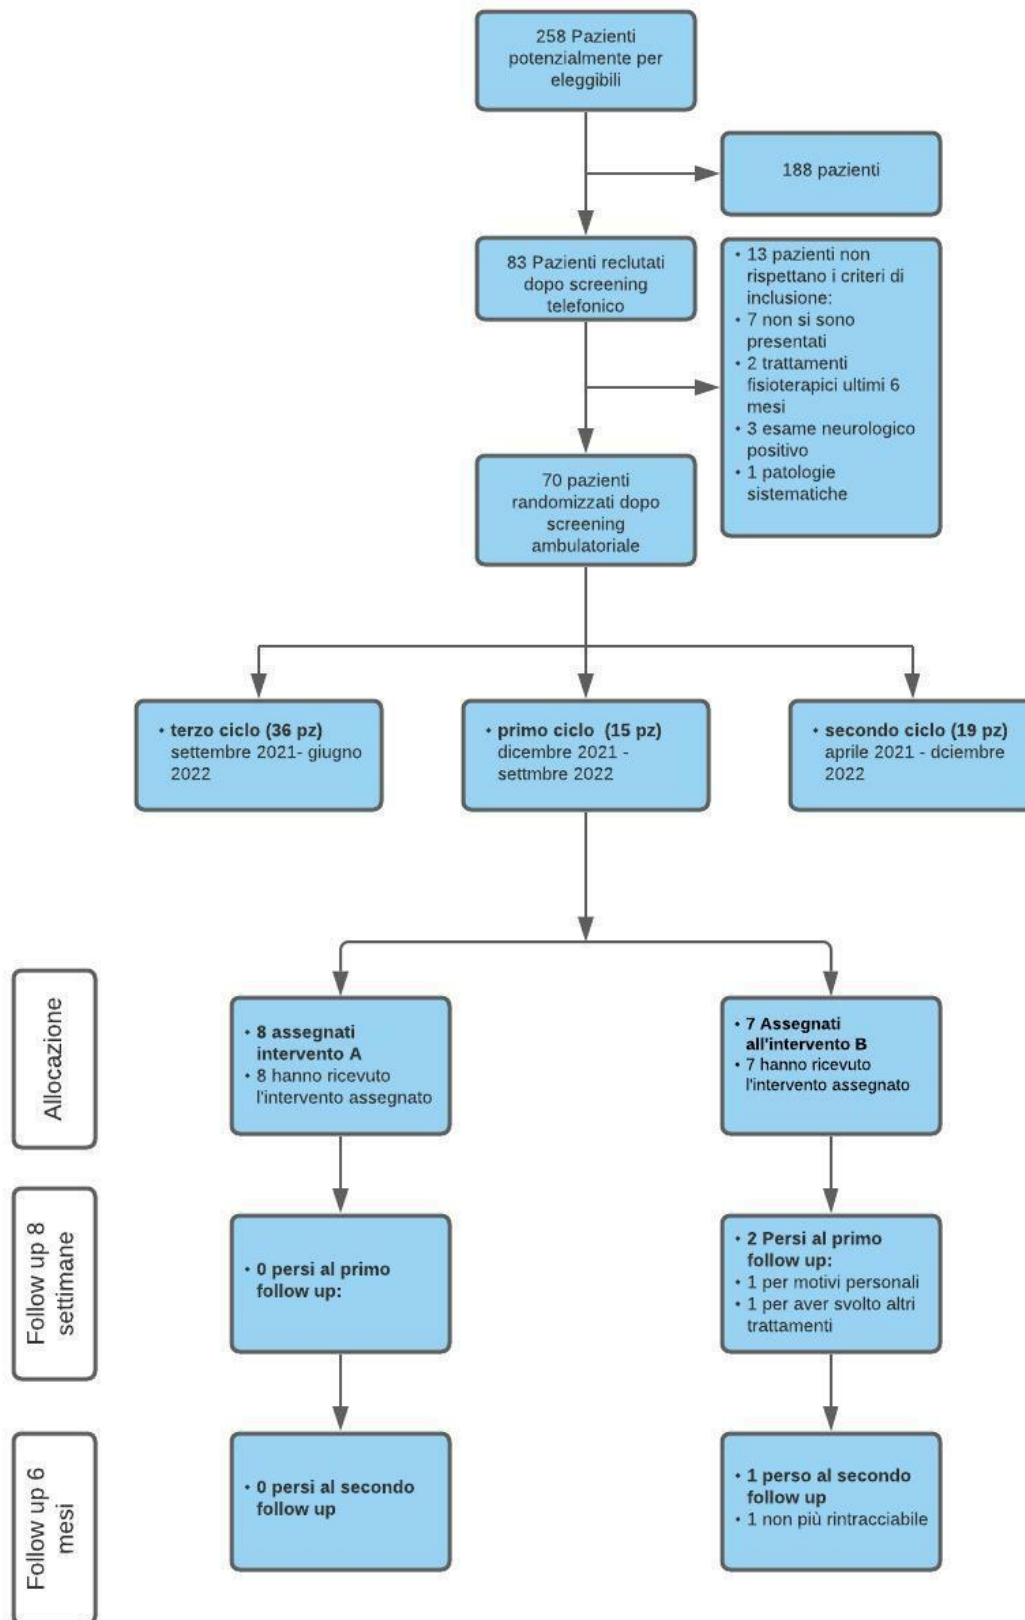 258 Pazienti
potenzialmente per
eleggibili
188 pazienti
83 Pazienti reclutati
dopo screening
telefonico
• 13 pazienti non
rispettano i criteri di
inclusione:
• 7 non si sono
presentati
• 2 trattamenti
fisioterapici ultimi 6
mesi
• 3 esame neurologico
positivo
• 1 patologie
sistematiche
70 pazienti
randomizzati dopo
screening
ambulatoriale
• terzo ciclo (36 pz)
settembre 2021- giugno
2022
• primo ciclo (15 pz)
dicembre 2021 -
settmbre 2022
• secondo ciclo (19 pz)
aprile 2021 - dciembre
2022
Allocazione
• 8 assegnati
intervento A
• 8 hanno ricevuto
l'intervento assegnato
• 7 Assegnati
all'intervento B
• 7 hanno ricevuto
l'intervento assegnato
Follow up 8
settimane
• 0 persi al primo
follow up:
• 2 Persi al primo
follow up:
• 1 per motivi personali
• 1 per aver svolto altri
trattamenti
Follow up 6
mesi
• 0 persi al secondo
follow up
• 1 perso al secondo
follow up
• 1 non più rintracciabile